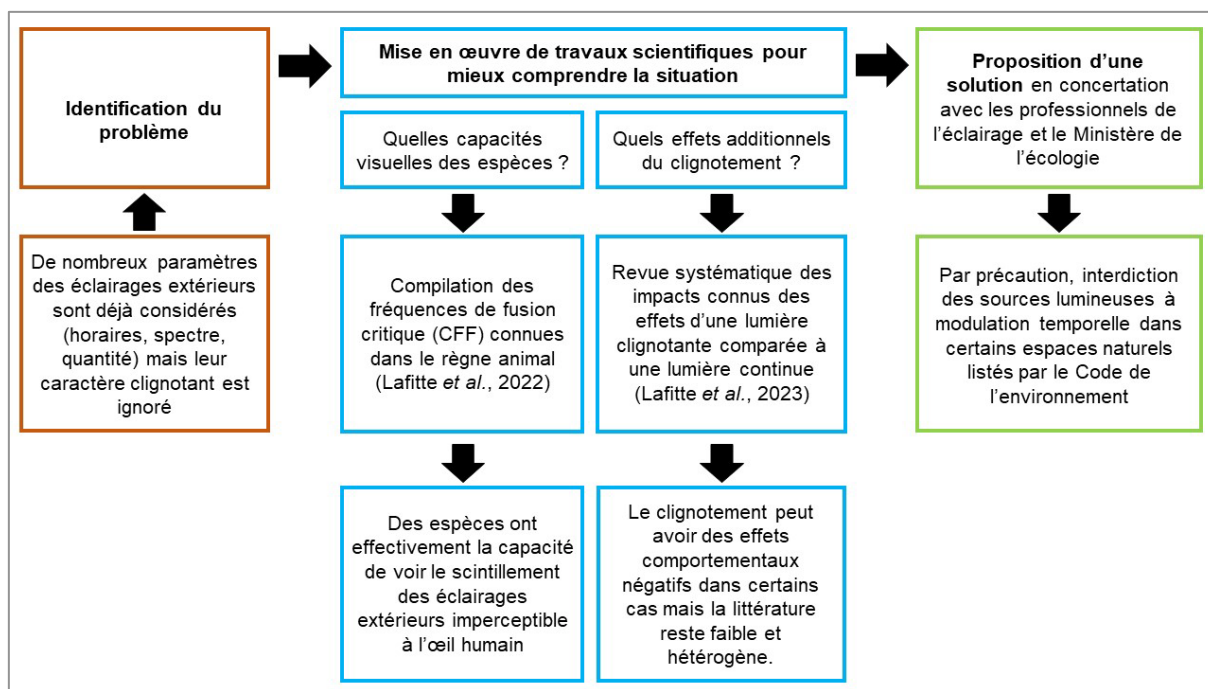 Identification du
problème
De nombreux paramètres
des éclairages extérieurs
sont déjà considérés
(horaires, spectre,
quantité) mais leur
caractère clignotant est
ignoré
Mise en œuvre de travaux scientifiques pour
mieux comprendre la situation
Quelles capacités
visuelles des espèces ?
Compilation des
fréquences de fusion
critique (CFF) connues
dans le règne animal
(Lafitte et al., 2022)
Des espèces ont
effectivement la capacité
de voir le scintillement
des éclairages
extérieurs imperceptible
à l’œil humain
Quels effets additionnels
du clignotement ?
Revue systématique des
impacts connus des
effets d’une lumière
clignotante comparée à
une lumière continue
(Lafitte et al., 2023)
Le clignotement peut
avoir des effets
comportementaux
négatifs dans certains
cas mais la littérature
reste faible et
hétérogène.
Proposition d’une
solution en concertation
avec les professionnels de
l’éclairage et le Ministère de
l’écologie
Par précaution, interdiction
des sources lumineuses à
modulation temporelle dans
certains espaces naturels
listés par le Code de
l’environnement